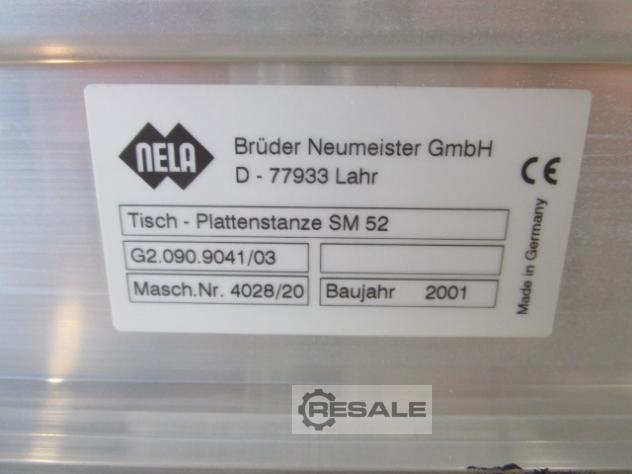 NELA
Brüder Neumeister GmbH
D - 77933 Lahr
CE
Tisch - Plattenstanze SM 52
G2.090.9041/03
Masch.Nr. 4028/20
Baujahr 2001
Made in Germany
RESALE